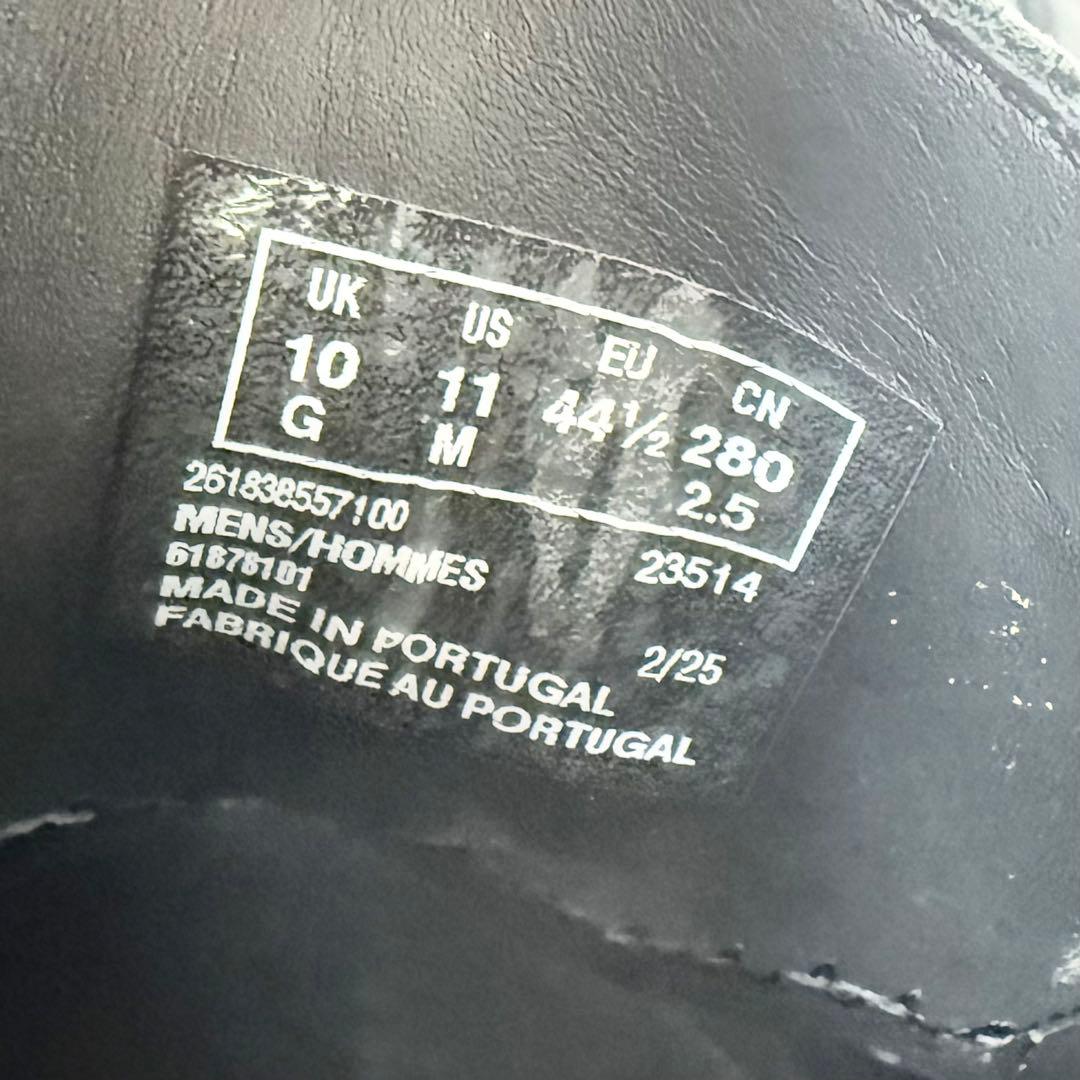 UK US EU CN
10 11 44½ 280
G M 2.5
261838557100
MENS/HOMMES 23514
61878101
MADE IN PORTUGAL 2/25
FABRIQUE AU PORTUGAL